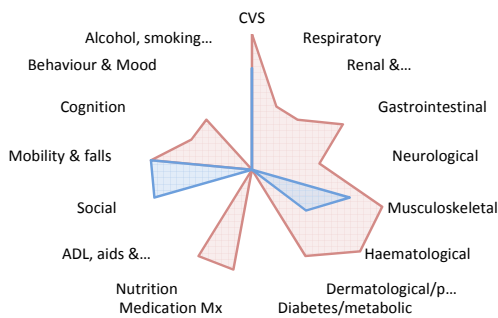 CVS
Alcohol, smoking...
Respiratory
Behaviour & Mood
Renal &...
Cognition
Gastrointestinal
Mobility & falls
Neurological
Social
Musculoskeletal
ADL, aids &...
Haematological
Nutrition
Dermatological/p...
Medication Mx
Diabetes/metabolic